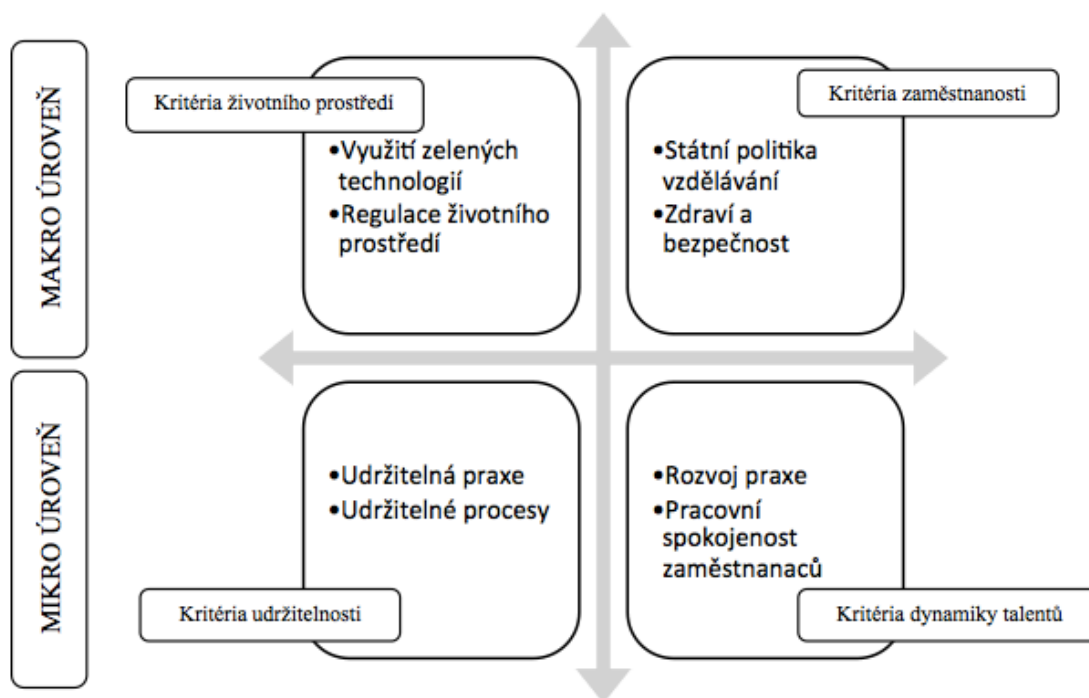 MAKRO ÚROVEŇ
Kritéria životního prostředí
•Využití zelených
technologií
•Regulace životního
prostředí
Kritéria zaměstnanosti
•Státní politika
vzdělávání
•Zdraví a
bezpečnost
MIKRO ÚROVEŇ
•Udržitelná praxe
•Udržitelné procesy
Kritéria udržitelnosti
•Rozvoj praxe
•Pracovní
spokojenost
zaměstnanaců
Kritéria dynamiky talentů